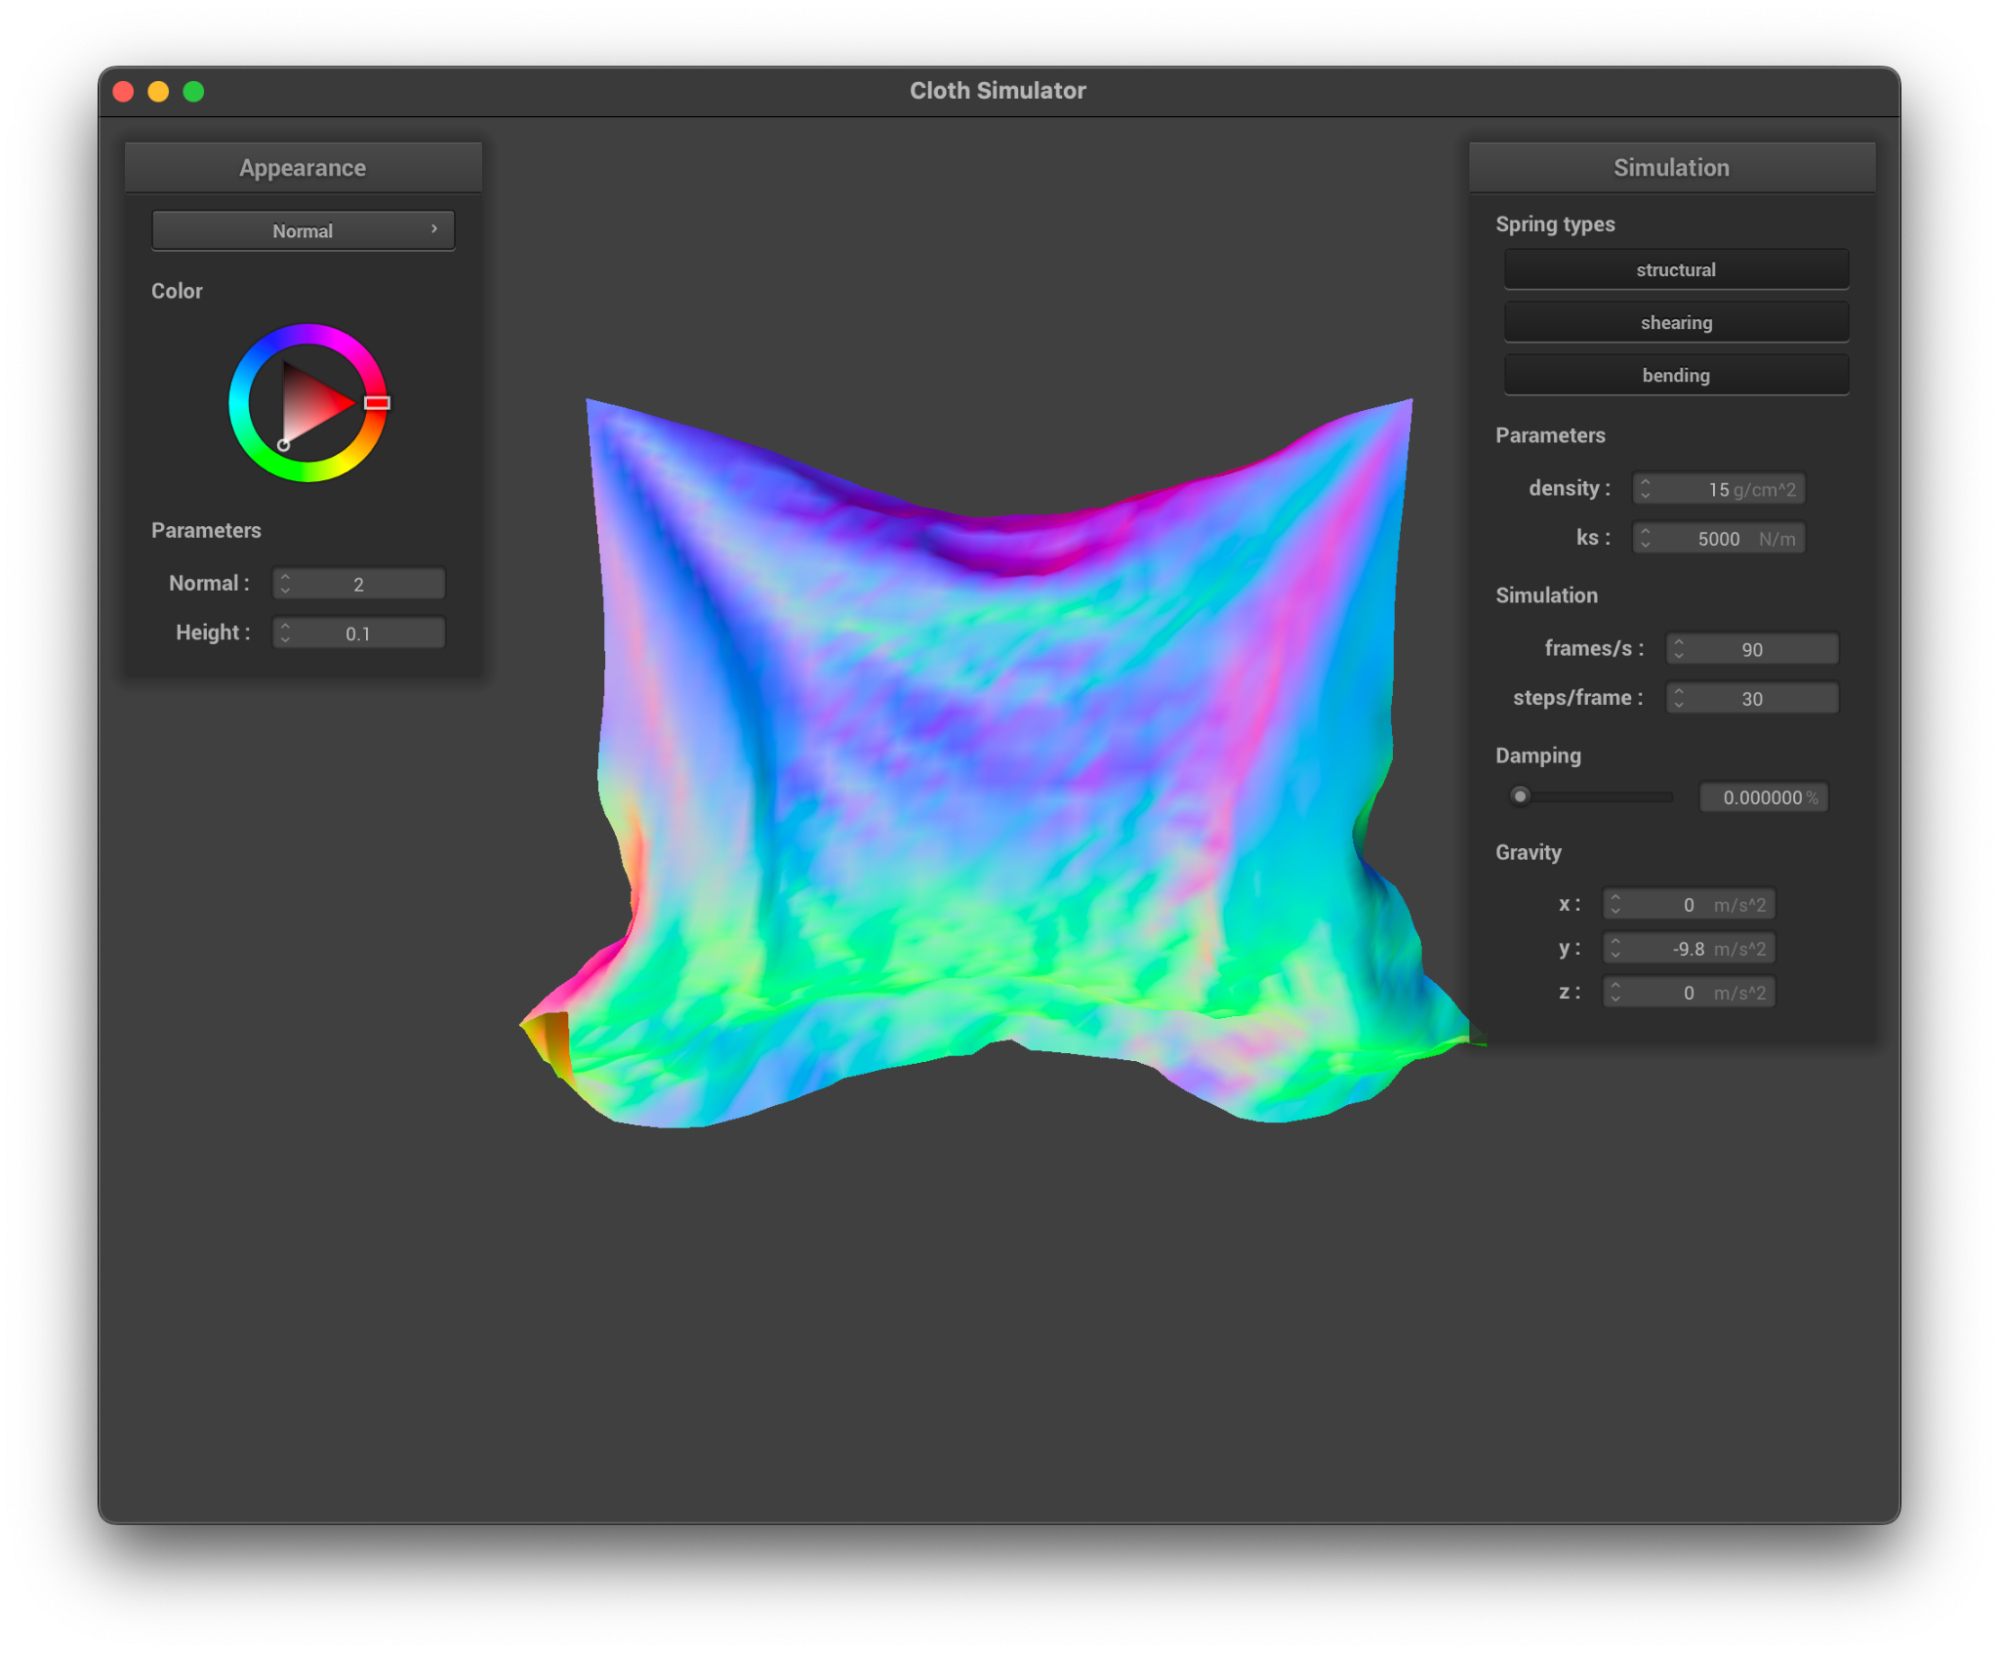 Cloth Simulator
Appearance
Normal
Color
Parameters
Normal : 2
Height : 0.1
Simulation
Spring types
structural
shearing
bending
Parameters
density : 15 g/cm^2
ks : 5000 N/m
Simulation
frames/s : 90
steps/frame : 30
Damping
0.000000 %
Gravity
x : 0 m/s^2
y : -9.8 m/s^2
z : 0 m/s^2